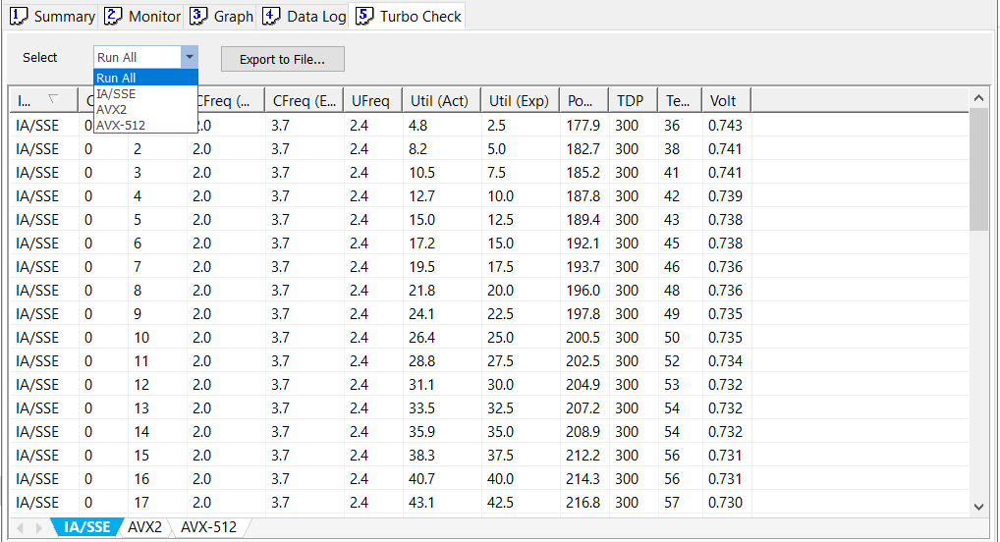 1 Summary 2 Monitor 3 Graph 4 Data Log 5 Turbo Check
Select Run All Export to File...
Run All
IA/SSE
AVX2
AVX-512
I... C CFreq (... CFreq (E... UFreq Util (Act) Util (Exp) Po... TDP Te... Volt
IA/SSE 0 2.0 3.7 2.4 4.8 2.5 177.9 300 36 0.743
IA/SSE 0 2 2.0 3.7 2.4 8.2 5.0 182.7 300 38 0.741
IA/SSE 0 3 2.0 3.7 2.4 10.5 7.5 185.2 300 41 0.741
IA/SSE 0 4 2.0 3.7 2.4 12.7 10.0 187.8 300 42 0.739
IA/SSE 0 5 2.0 3.7 2.4 15.0 12.5 189.4 300 43 0.738
IA/SSE 0 6 2.0 3.7 2.4 17.2 15.0 192.1 300 45 0.738
IA/SSE 0 7 2.0 3.7 2.4 19.5 17.5 193.7 300 46 0.736
IA/SSE 0 8 2.0 3.7 2.4 21.8 20.0 196.0 300 48 0.736
IA/SSE 0 9 2.0 3.7 2.4 24.1 22.5 197.8 300 49 0.735
IA/SSE 0 10 2.0 3.7 2.4 26.4 25.0 200.5 300 50 0.735
IA/SSE 0 11 2.0 3.7 2.4 28.8 27.5 202.5 300 52 0.734
IA/SSE 0 12 2.0 3.7 2.4 31.1 30.0 204.9 300 53 0.732
IA/SSE 0 13 2.0 3.7 2.4 33.5 32.5 207.2 300 54 0.732
IA/SSE 0 14 2.0 3.7 2.4 35.9 35.0 208.9 300 54 0.732
IA/SSE 0 15 2.0 3.7 2.4 38.3 37.5 212.2 300 56 0.731
IA/SSE 0 16 2.0 3.7 2.4 40.7 40.0 214.3 300 56 0.731
IA/SSE 0 17 2.0 3.7 2.4 43.1 42.5 216.8 300 57 0.730
IA/SSE AVX2 AVX-512